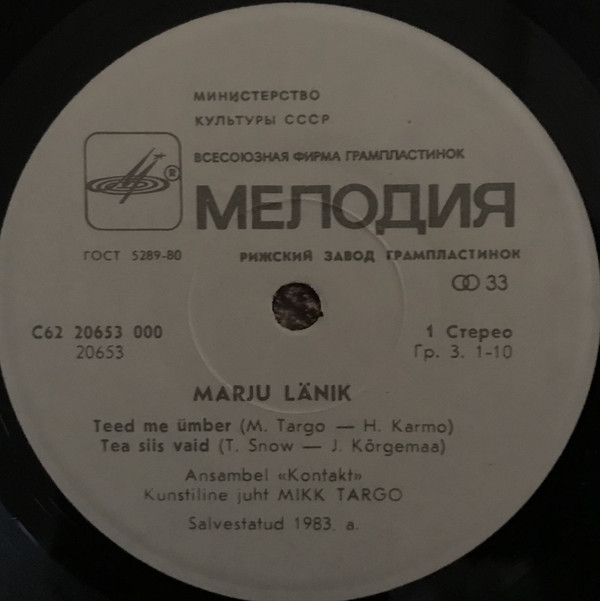 МИНИСТЕРСТВО
КУЛЬТУРЫ СССР
ВСЕСОЮЗНАЯ ФИРМА ГРАМПЛАСТИНОК
®
МЕЛОДИЯ
ГОСТ 5289-80 РИЖСКИЙ ЗАВОД ГРАМПЛАСТИНОК
33
С62 20653 000 1 Стерео
20653 Гр. 3. 1-10
MARJU LÄNIK
Teed me ümber (M. Targo — H. Karmo)
Tea siis vaid (T. Snow — J. Kõrgemaa)
Ansambel «Kontakt»
Kunstiline juht MIKK TARGO
Salvestatud 1983. a.